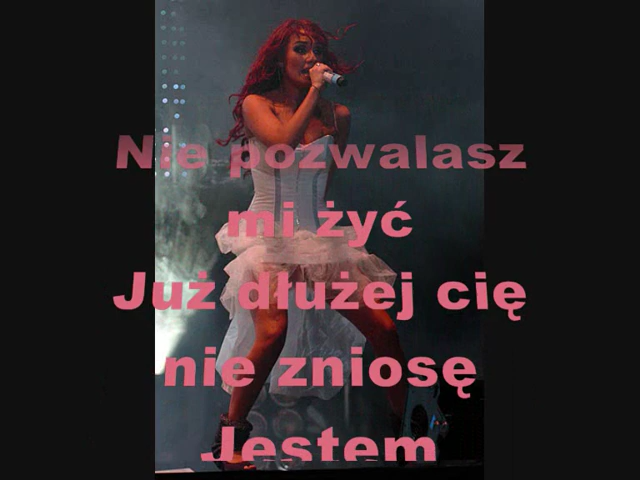 Nie pozwalasz
mi żyć
Już dłużej cię
nie zniosę
Jestem